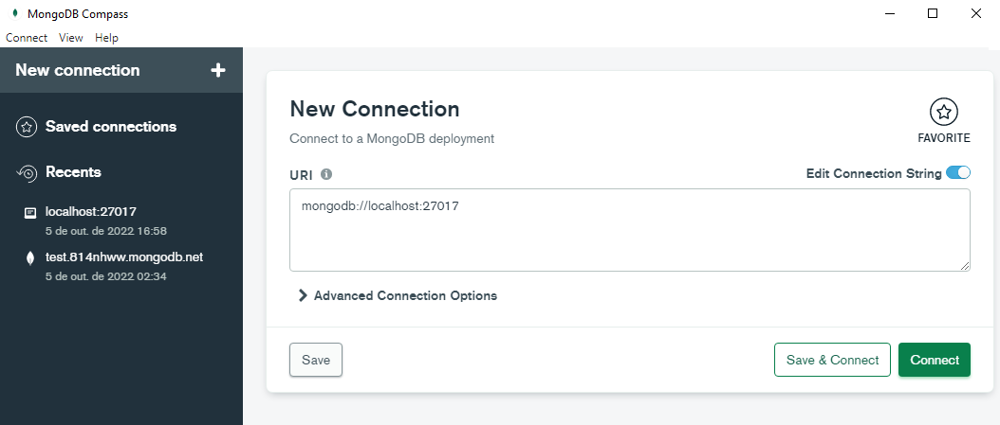 MongoDB Compass
Connect View Help
New connection
Saved connections
Recents
localhost:27017
5 de out. de 2022 16:58
test.814nhww.mongodb.net
5 de out. de 2022 02:34
New Connection
Connect to a MongoDB deployment
FAVORITE
URI
Edit Connection String
mongodb://localhost:27017
Advanced Connection Options
Save
Save & Connect
Connect